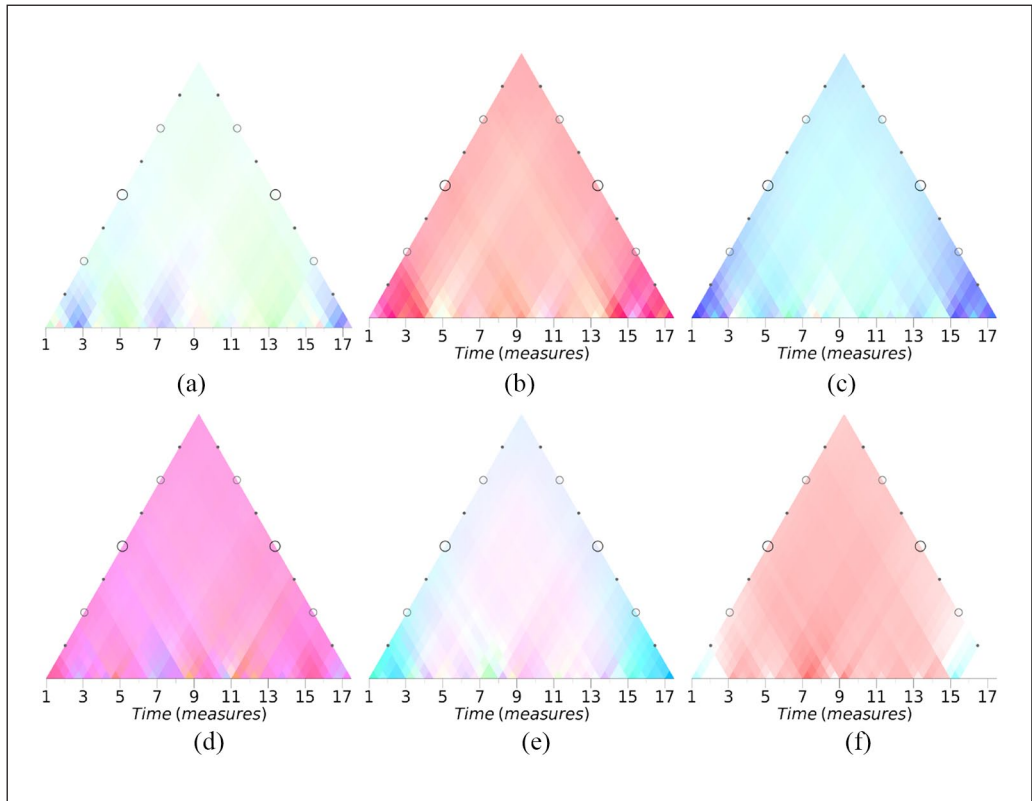 1 3 5 7 9 11 13 15 17
(a)
1 3 5 7 9 11 13 15 17
Time (measures)
(b)
1 3 5 7 9 11 13 15 17
Time (measures)
(c)
1 3 5 7 9 11 13 15 17
Time (measures)
(d)
1 3 5 7 9 11 13 15 17
Time (measures)
(e)
1 3 5 7 9 11 13 15 17
Time (measures)
(f)